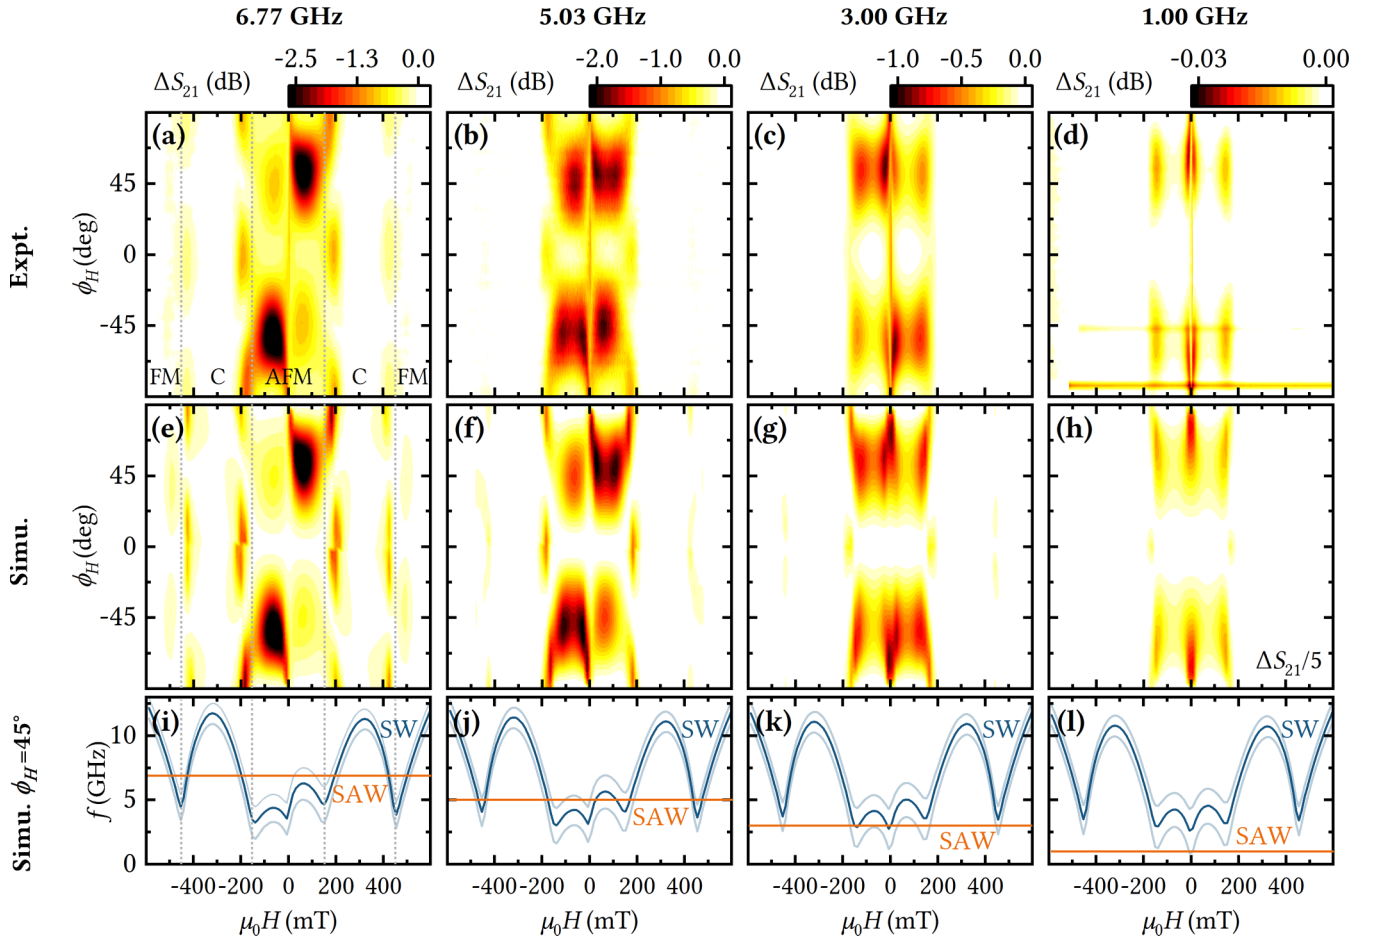 6.77 GHz 5.03 GHz 3.00 GHz 1.00 GHz
-2.5 -1.3 0.0 -2.0 -1.0 0.0 -1.0 -0.5 0.0 -0.03 0.00
ΔS₂₁ (dB) ΔS₂₁ (dB) ΔS₂₁ (dB) ΔS₂₁ (dB)
(a) (b) (c) (d)
45
0
-45
ϕ_H (deg)
Expt.
FM C AFM C FM
(e) (f) (g) (h)
45
0
-45
ϕ_H (deg)
Simu.
ΔS₂₁/5
(i) SW (j) SW (k) SW (l) SW
10
5
0
f (GHz)
Simu. ϕ_H=45°
SAW SAW SAW SAW
-400 -200 0 200 400 -400 -200 0 200 400 -400 -200 0 200 400 -400 -200 0 200 400
μ₀H (mT) μ₀H (mT) μ₀H (mT) μ₀H (mT)